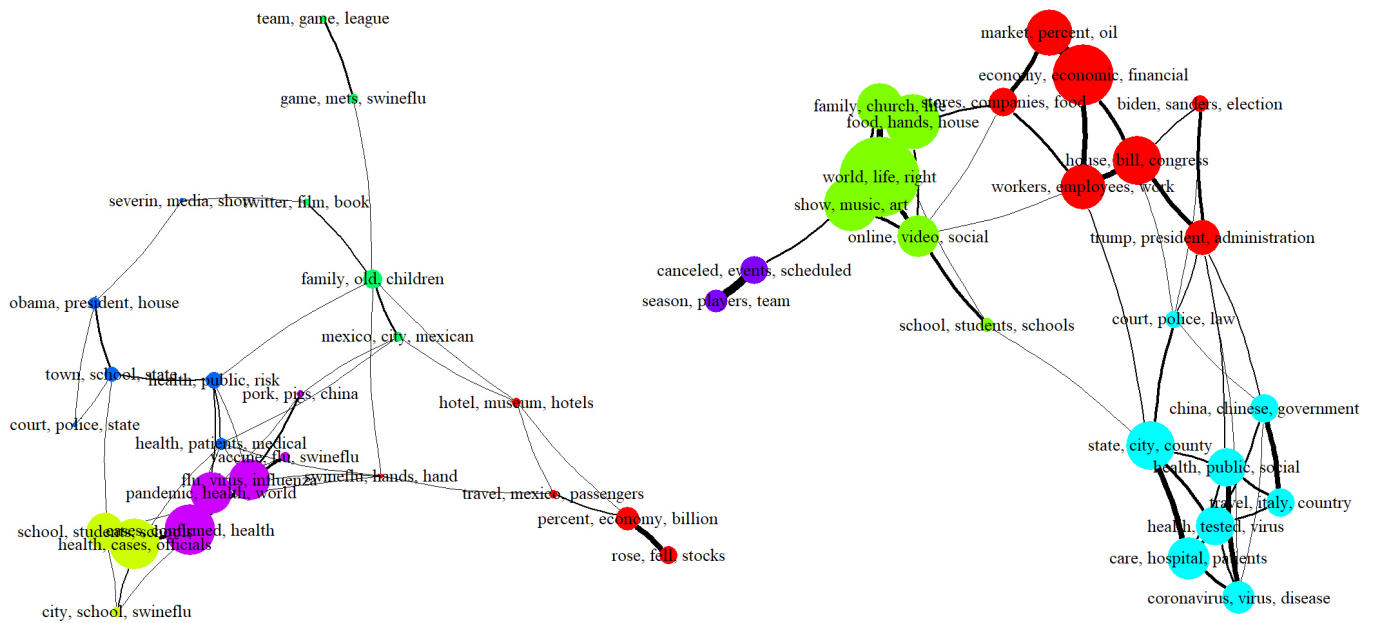 team, game, league
game, mets, swineflu
severin, media, show
twitter, film, book
family, old, children
obama, president, house
mexico, city, mexican
town, school, state
health, public, risk
pork, pigs, china
hotel, museum, hotels
court, police, state
health, patients, medical
vaccine, flu, swineflu
flu, virus, influenza
swineflu, hands, hand
pandemic, health, world
travel, mexico, passengers
percent, economy, billion
school, students, schools
cases, confirmed, health
health, cases, officials
rose, fell, stocks
city, school, swineflu
market, percent, oil
economy, economic, financial
family, church, life
stores, companies, food
biden, sanders, election
food, hands, house
house, bill, congress
world, life, right
workers, employees, work
show, music, art
online, video, social
trump, president, administration
canceled, events, scheduled
season, players, team
school, students, schools
court, police, law
china, chinese, government
state, city, county
health, public, social
travel, italy, country
health, tested, virus
care, hospital, patients
coronavirus, virus, disease